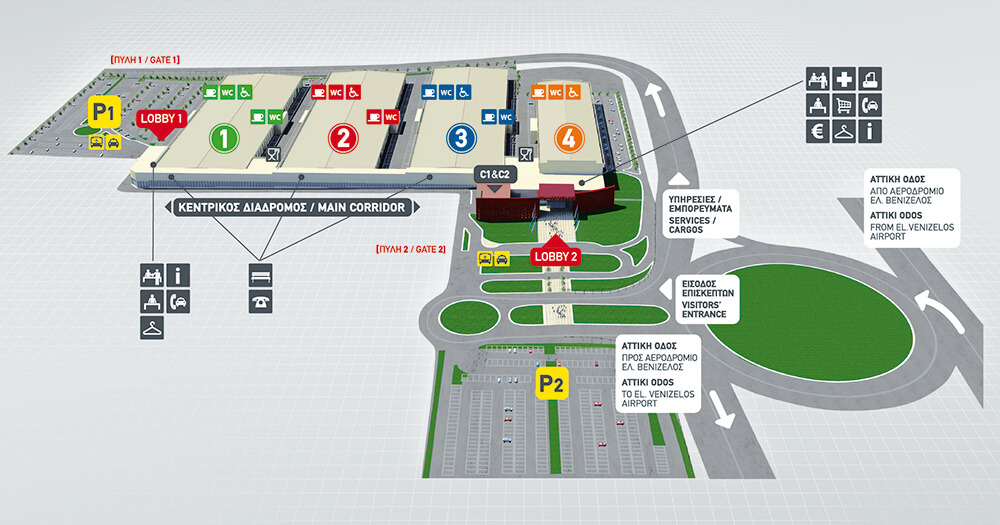 [ΠΥΛΗ 1 / GATE 1]
P1
LOBBY 1
WC
WC
1
WC
WC
2
WC
WC
3
WC
4
C1&C2
ΚΕΝΤΡΙΚΟΣ ΔΙΑΔΡΟΜΟΣ / MAIN CORRIDOR
[ΠΥΛΗ 2 / GATE 2]
LOBBY 2
i
€
i
ΥΠΗΡΕΣΙΕΣ /
ΕΜΠΟΡΕΥΜΑΤΑ
SERVICES /
CARGOS
ΑΤΤΙΚΗ ΟΔΟΣ
ΑΠΟ ΑΕΡΟΔΡΟΜΙΟ
ΕΛ. ΒΕΝΙΖΕΛΟΣ
ATTIKI ODOS
FROM EL.VENIZELOS
AIRPORT
ΕΙΣΟΔΟΣ
ΕΠΙΣΚΕΠΤΩΝ
VISITORS'
ENTRANCE
ΑΤΤΙΚΗ ΟΔΟΣ
ΠΡΟΣ ΑΕΡΟΔΡΟΜΙΟ
ΕΛ. ΒΕΝΙΖΕΛΟΣ
ATTIKI ODOS
TO EL. VENIZELOS
AIRPORT
P2